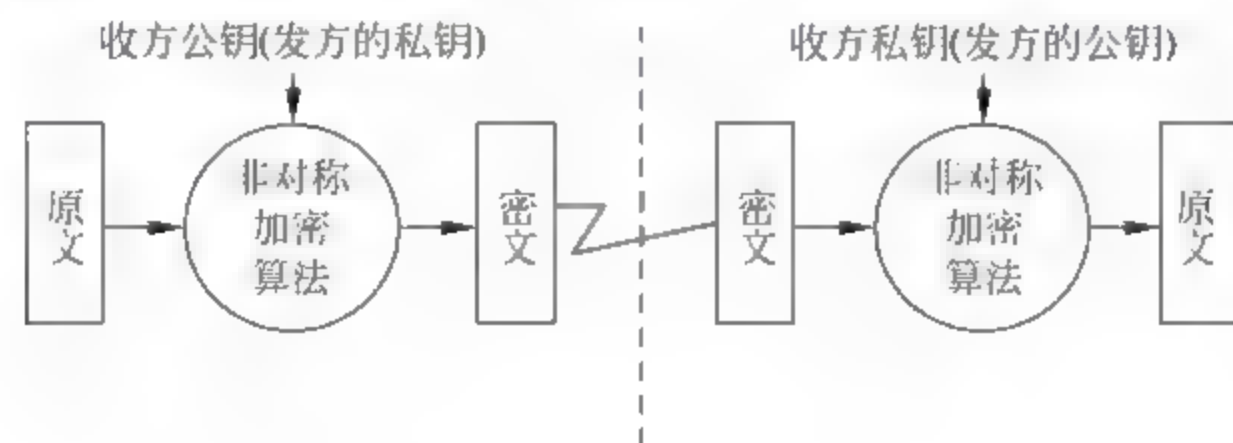 收方公钥(发方的私钥)
收方私钥(发方的公钥)
原文
非对称
加密
算法
密文
密文
非对称
加密
算法
原文